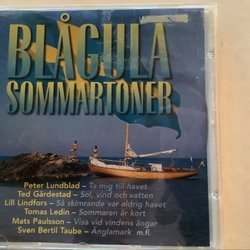 BLÅGULA
SOMMARTONER
Peter Lundblad – Ta mig till havet
Ted Gärdestad – Sol, vind och vatten
Lill Lindfors – Så skimrande var aldrig havet
Tomas Ledin – Sommaren är kort
Mats Paulsson – Visa vid vindens ängar
Sven Bertil Taube – Änglamark m.fl.